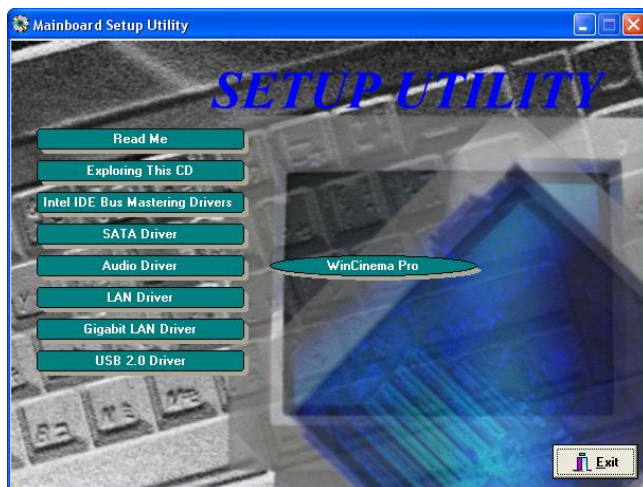 Mainboard Setup Utility
SETUP UTILITY
Read Me
Exploring This CD
Intel IDE Bus Mastering Drivers
SATA Driver
Audio Driver
WinCinema Pro
LAN Driver
Gigabit LAN Driver
USB 2.0 Driver
Exit